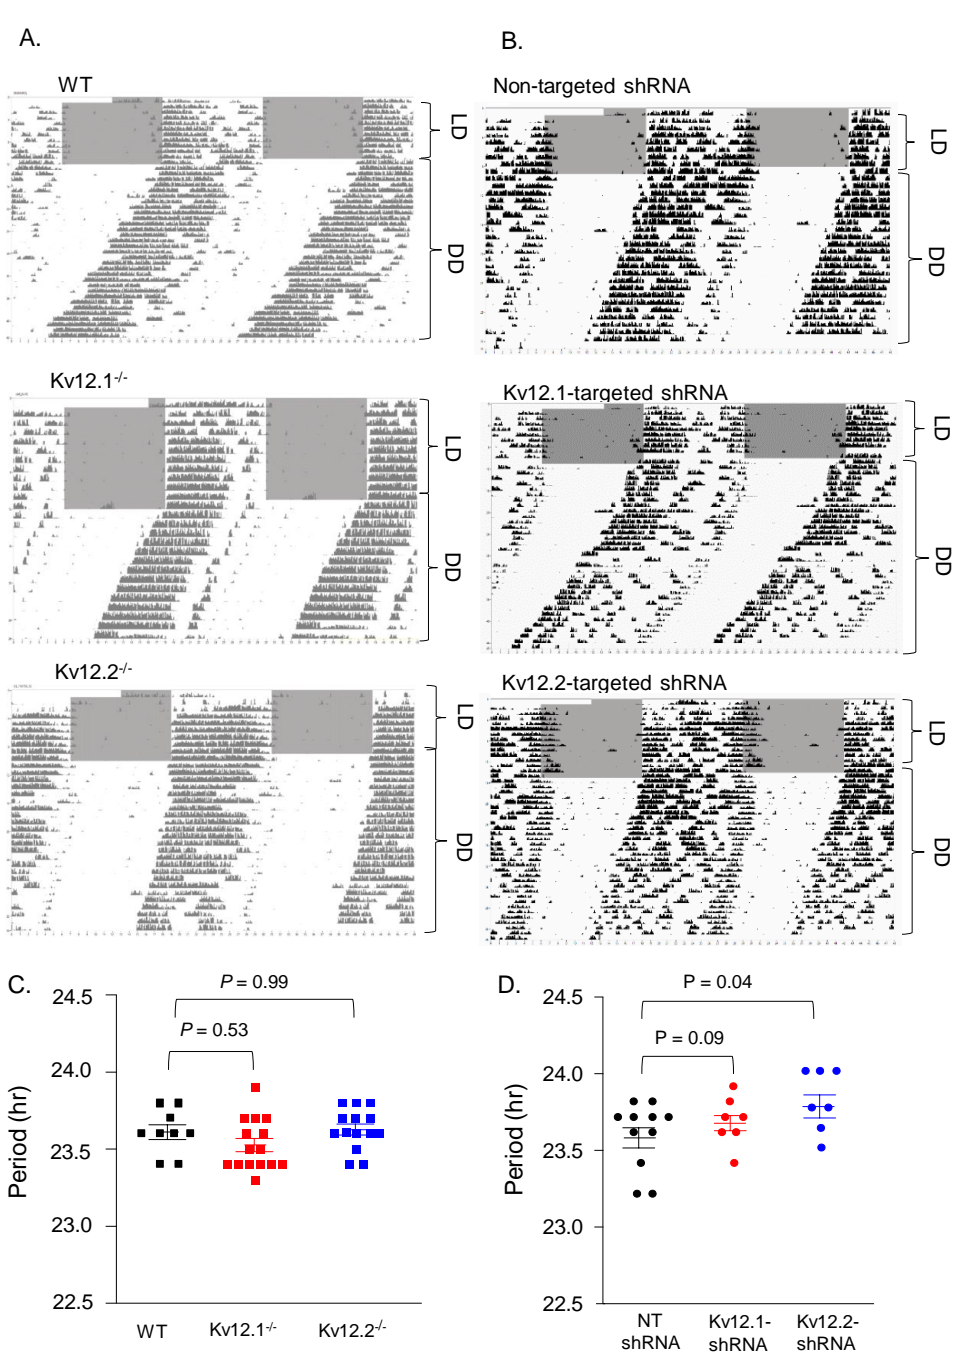 A.
B.
WT
Non-targeted shRNA
LD
DD
LD
DD
Kv12.1-/-
Kv12.1-targeted shRNA
LD
DD
LD
DD
Kv12.2-/-
Kv12.2-targeted shRNA
LD
DD
LD
DD
C.
P = 0.99
P = 0.53
24.5
24.0
23.5
23.0
22.5
Period (hr)
WT
Kv12.1-/-
Kv12.2-/-
D.
P = 0.04
P = 0.09
24.5
24.0
23.5
23.0
22.5
Period (hr)
NT
shRNA
Kv12.1-
shRNA
Kv12.2-
shRNA